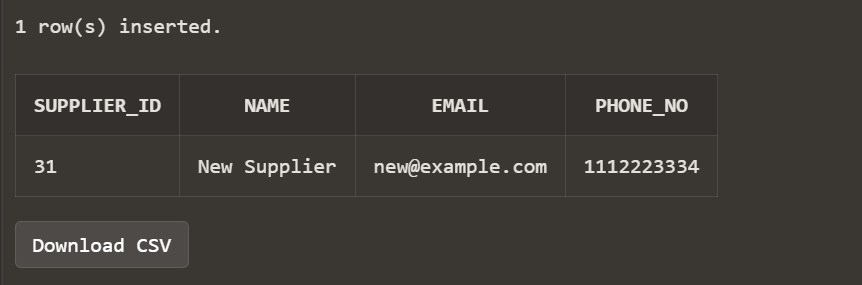 1 row(s) inserted.
SUPPLIER_ID NAME EMAIL PHONE_NO
31 New Supplier new@example.com 1112223334
Download CSV